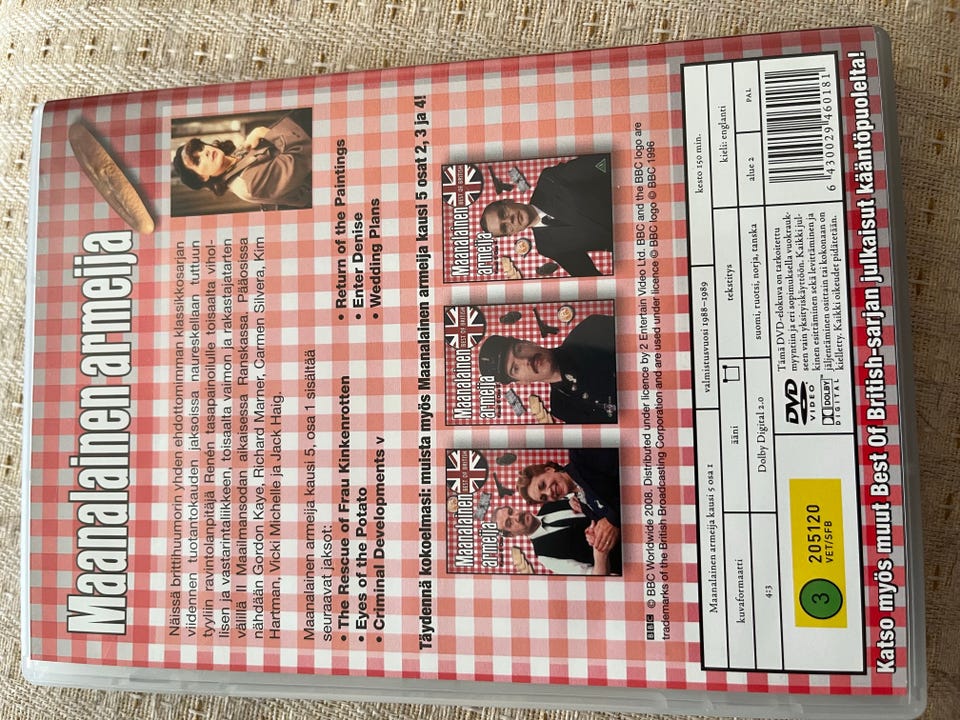 Maanalainen armeija
Näissä brittihuumorin yhden ehdottomimman klassikkosarjan
viidennen tuotantokauden jaksoissa naureskellaan tuttuun
tyyliin ravintolanpitäjä Renén tasapainoilulle toisaalta vihol-
lisen ja vastarintaliikkeen, toisaalta vaimon ja rakastajatarten
välillä II Maailmansodan aikaisessa Ranskassa. Pääosissa
nähdään Gordon Kaye, Richard Marner, Carmen Silvera, Kim
Hartman, Vicki Michelle ja Jack Haig.
Maanalainen armeija kausi 5, osa 1 sisältää
seuraavat jaksot:
• The Rescue of Frau Kinkenrotten
• Eyes of the Potato
• Criminal Developments v
• Return of the Paintings
• Enter Denise
• Wedding Plans
Täydennä kokoelmasi: muista myös Maanalainen armeija kausi 5 osat 2, 3 ja 4!
Maanalainen
armeija
BEST OF BRITISH
Maanalainen
armeija
BEST OF BRITISH
Maanalainen
armeija
BEST OF BRITISH
BBC © BBC Worldwide 2008. Distributed under licence by 2 Entertain Video Ltd. BBC and the BBC logo are
trademarks of the British Broadcasting Corporation and are used under licence © BBC logo © BBC 1996
Maanalainen armeija kausi 5 osa 1
valmistusvuosi 1988–1989
kesto 150 min.
kuvaformaatti
ääni
tekstitys
kieli: englanti
4:3
Dolby Digital 2.0
suomi, ruotsi, norja, tanska
alue 2
PAL
3
205120
VET/SFB
DVD
VIDEO
DOLBY
DIGITAL
Tämä DVD-elokuva on tarkoitettu
myyntiin ja eri sopimuksella vuokrauk-
seen vain yksityiskäyttöön. Kaikki jul-
kinen esittäminen sekä levittäminen ja
jäljentäminen osittain tai kokonaan on
kielletty. Kaikki oikeudet pidätetään.
6 430029 460181
Katso myös muut Best Of British-sarjan julkaisut kääntöpuolelta!